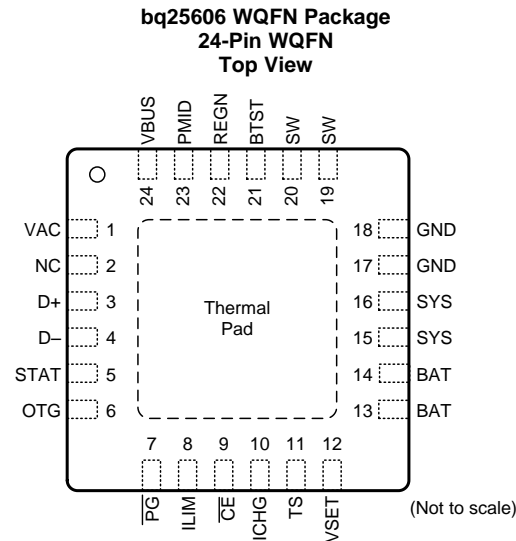 bq25606 WQFN Package
24-Pin WQFN
Top View
VBUS PMID REGN BTST SW SW
24 23 22 21 20 19
VAC 1
NC 2
D+ 3
D– 4
STAT 5
OTG 6
Thermal
Pad
18 GND
17 GND
16 SYS
15 SYS
14 BAT
13 BAT
7 8 9 10 11 12
P̅G̅ ILIM C̅E̅ ICHG TS VSET
(Not to scale)